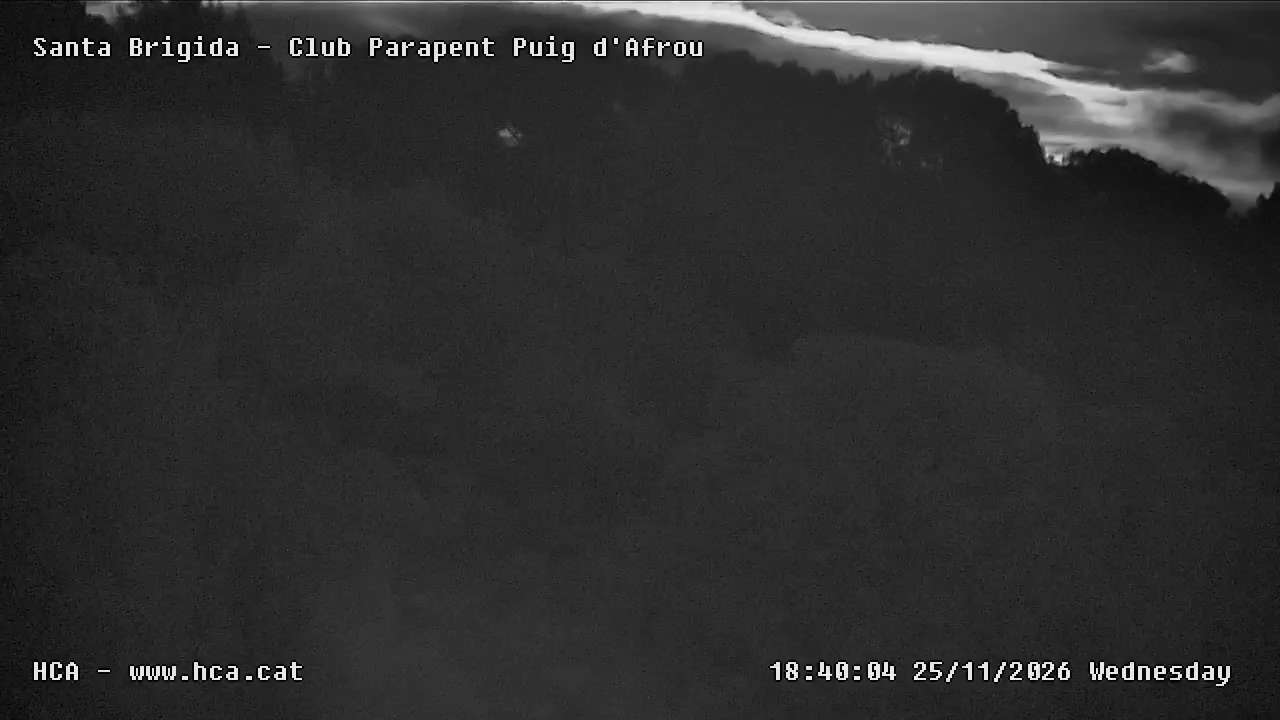 Santa Brigida - Club Parapent Puig d'Afrou
HCA - www.hca.cat
18:40:04 25/11/2026 Wednesday